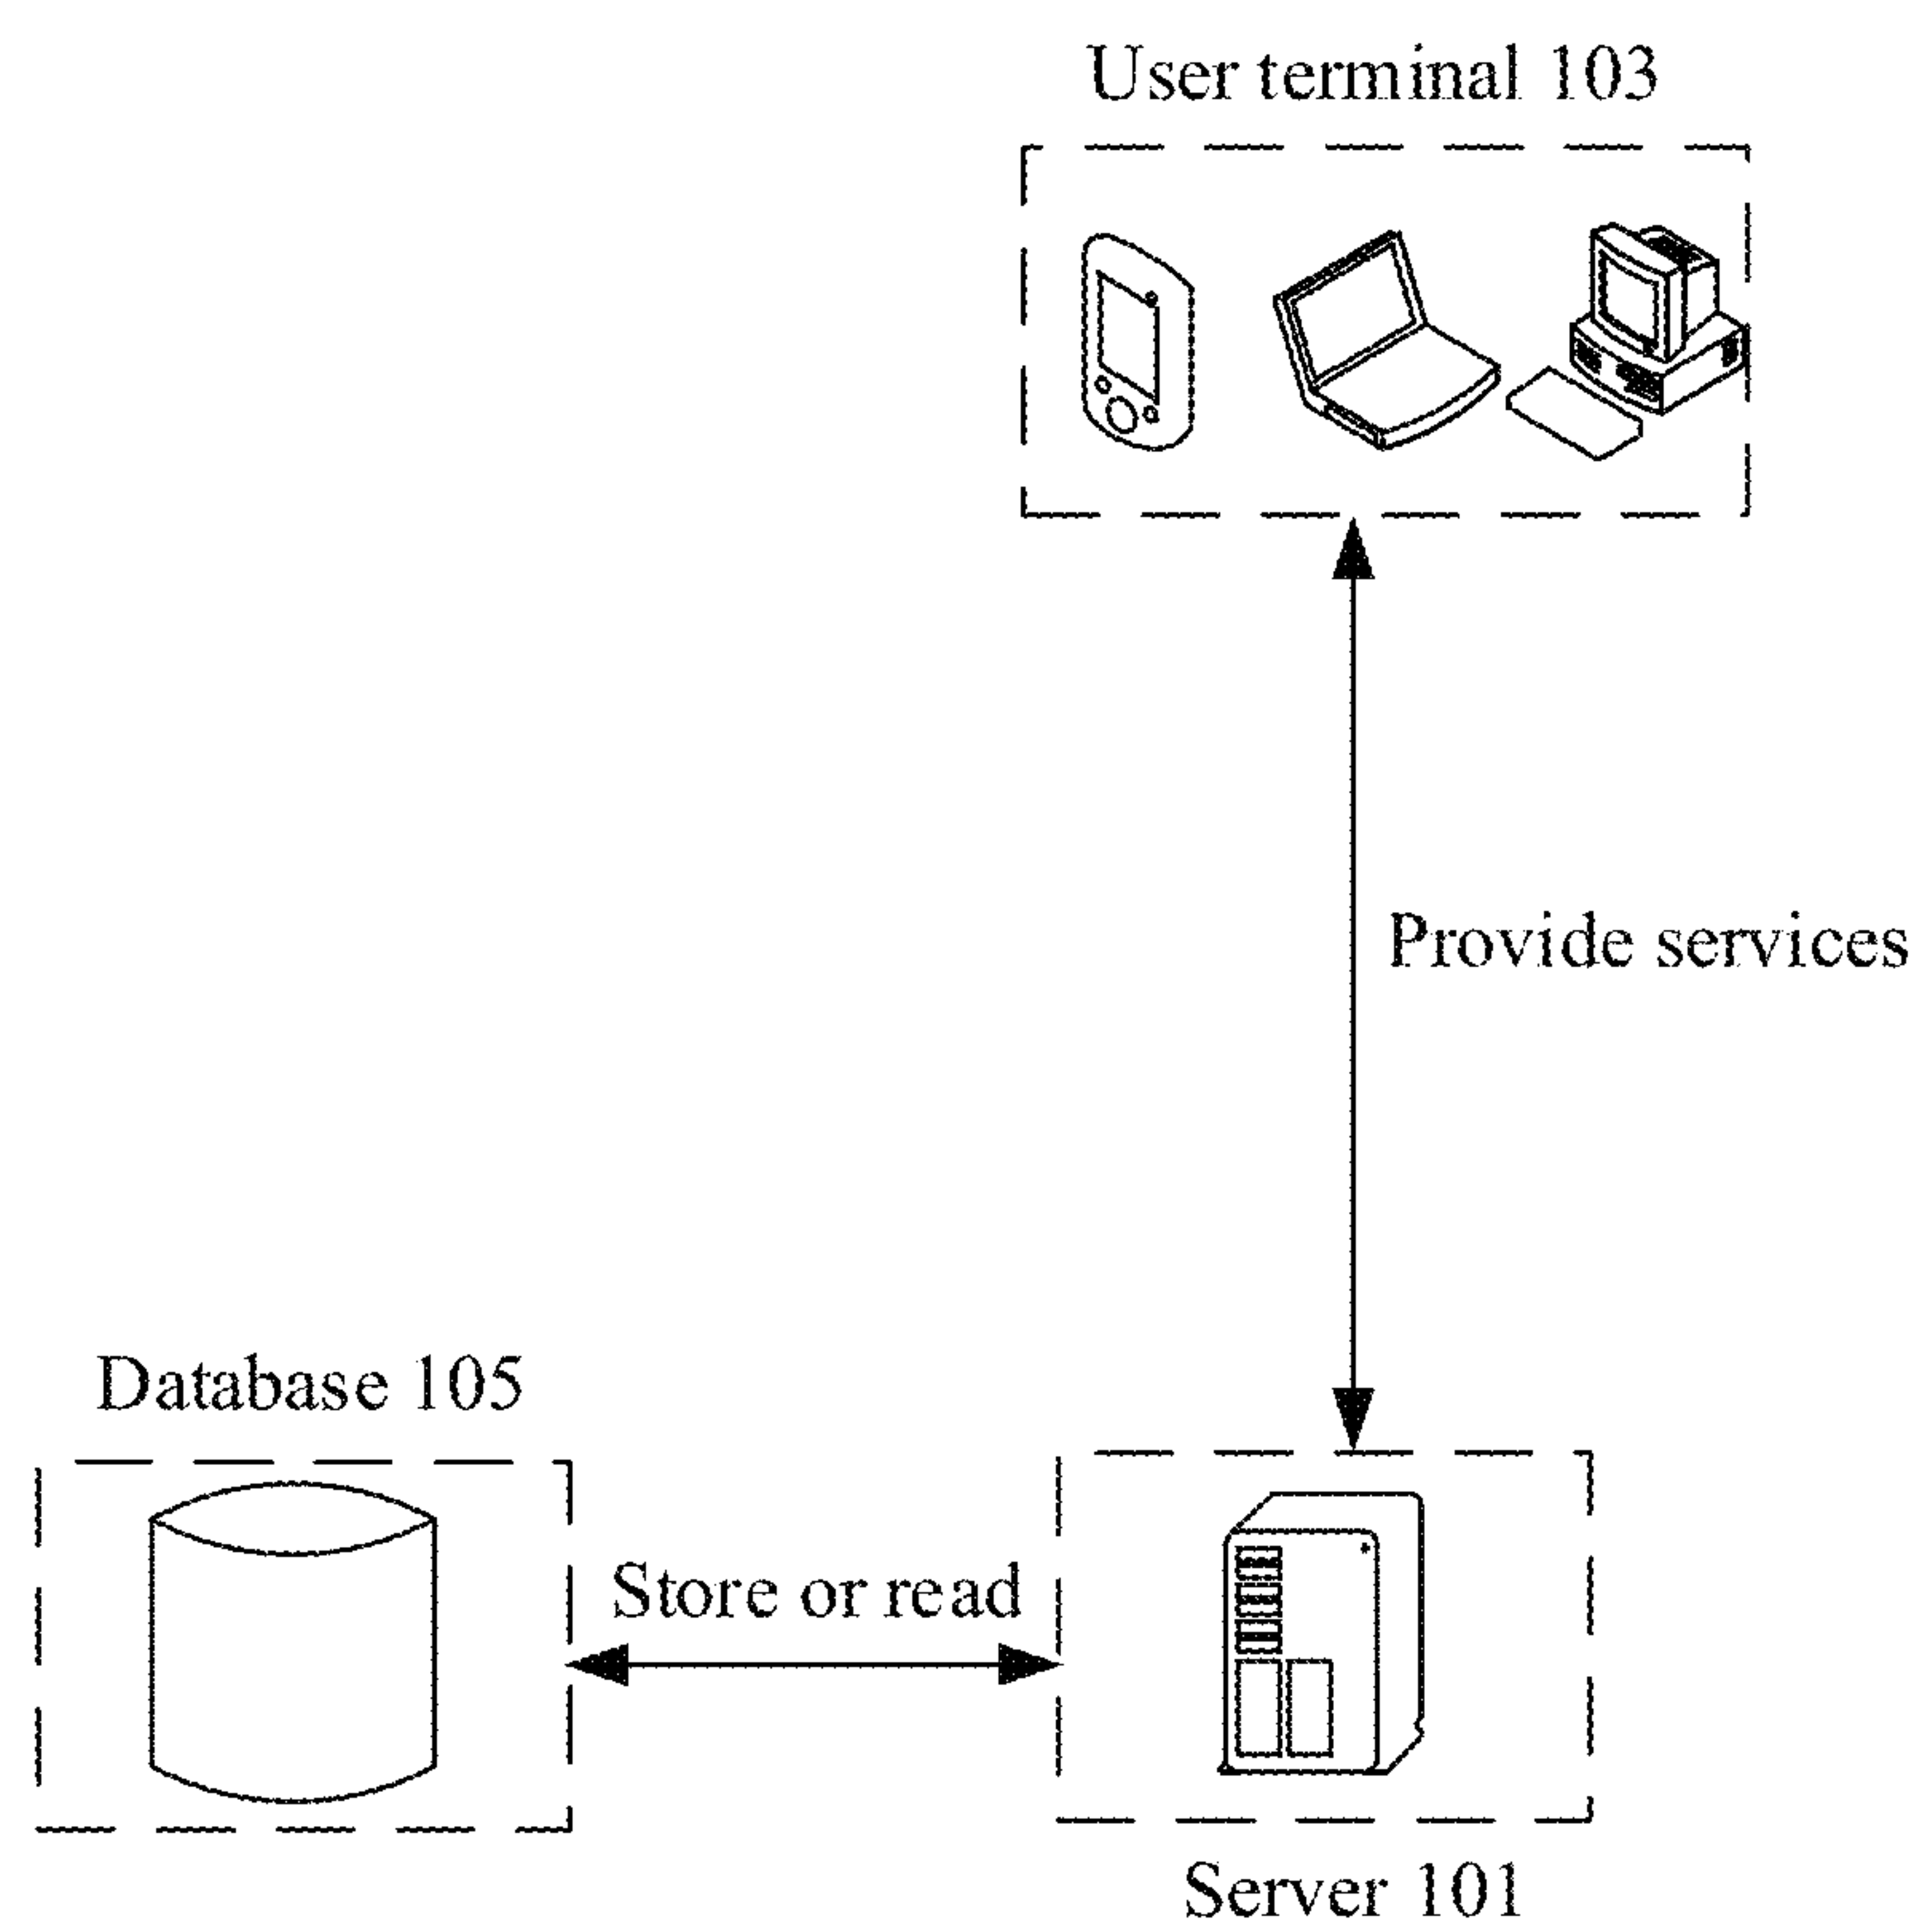 User terminal 103
Provide services
Database 105
Store or read
Server 101